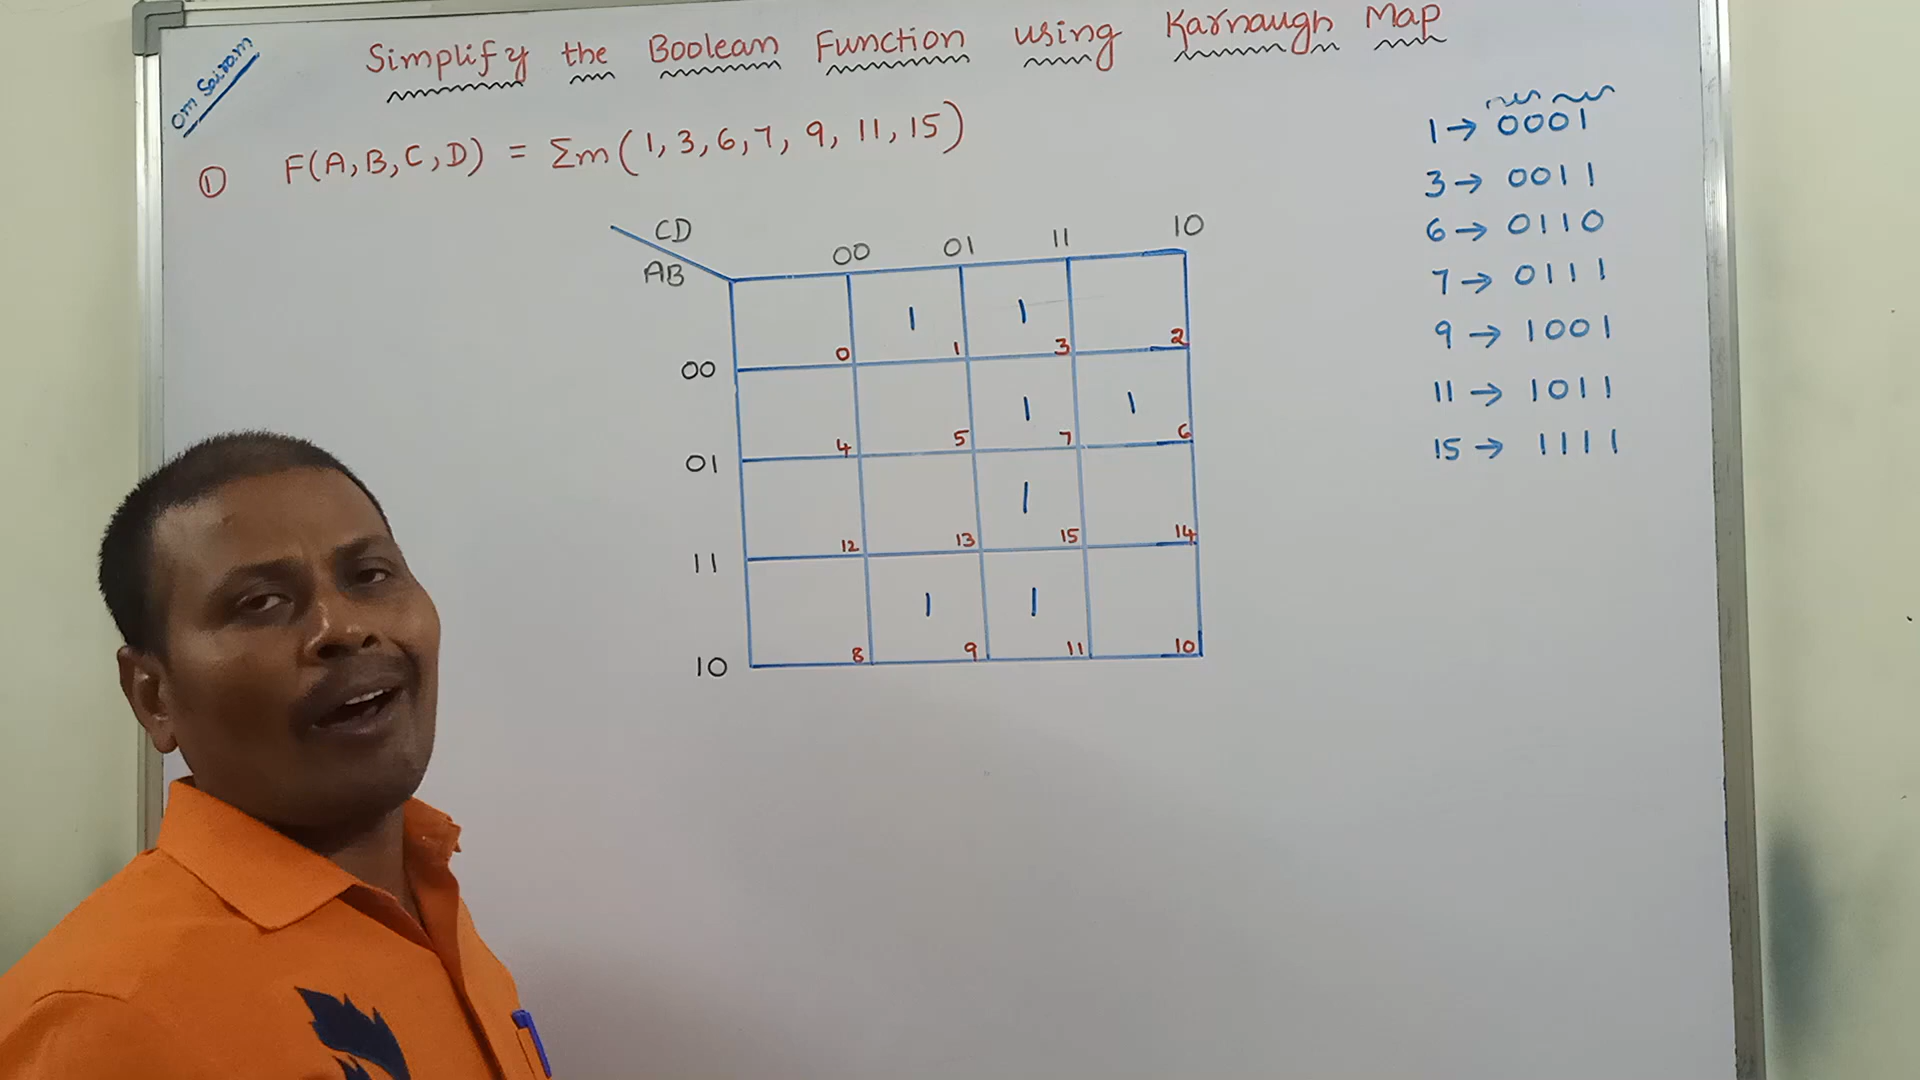 Om Sairam
Simplify the Boolean Function using Karnaugh Map
① F(A,B,C,D) = Σm(1,3,6,7,9,11,15)
1→ 0001
3→ 0011
6→ 0110
7→ 0111
9→ 1001
11→ 1011
15→ 1111
CD
AB
00 01 11 10
1 1
0 1 3 2
00
1 1
4 5 7 6
01
1
12 13 15 14
11
1 1
8 9 11 10
10